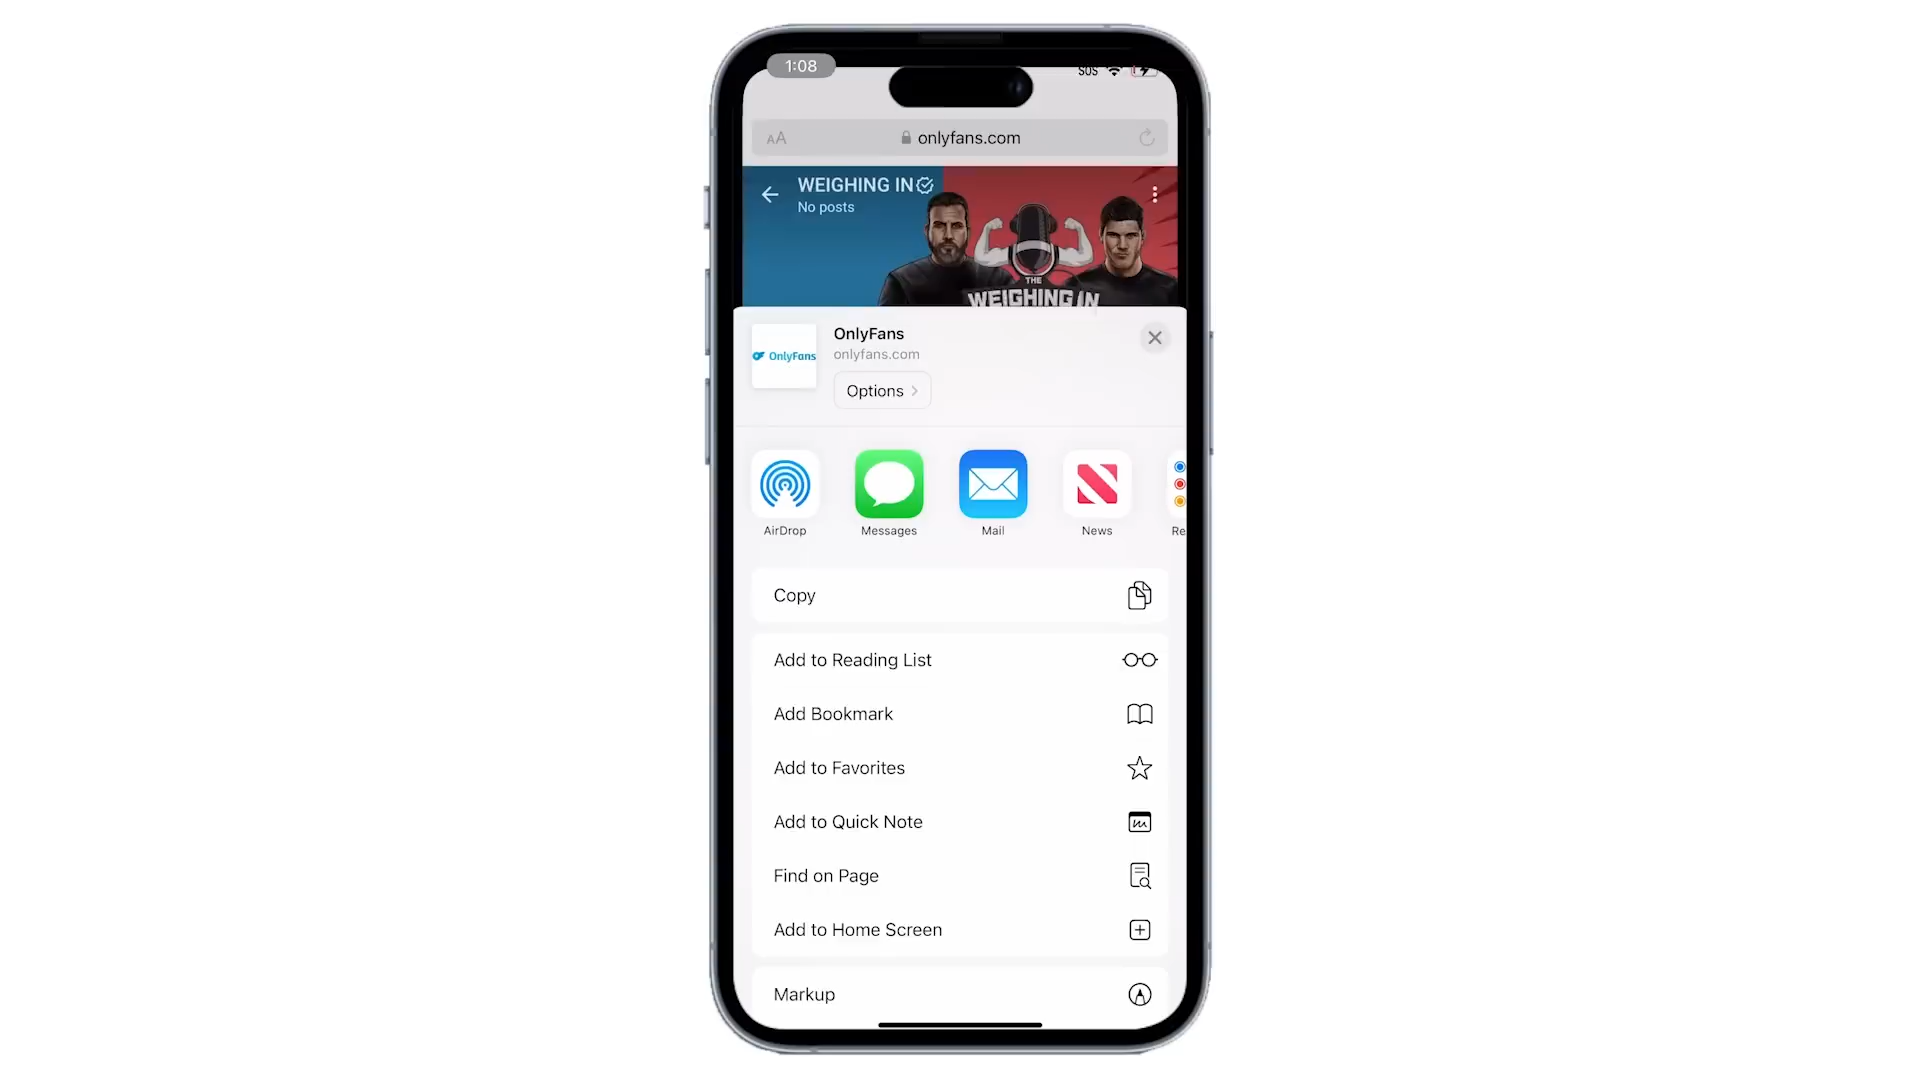 1:08
SOS
AA
onlyfans.com
WEIGHING IN
No posts
THE
WEIGHING IN
OnlyFans
OnlyFans
onlyfans.com
Options
AirDrop
Messages
Mail
News
Re
Copy
Add to Reading List
Add Bookmark
Add to Favorites
Add to Quick Note
Find on Page
Add to Home Screen
Markup